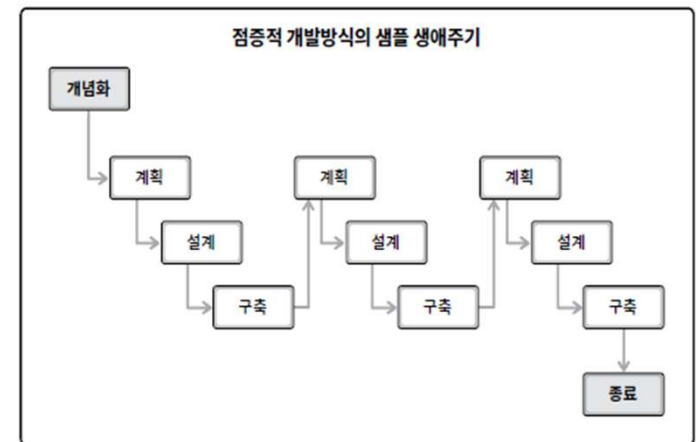 점증적 개발방식의 샘플 생애주기
개념화
계획
계획
계획
설계
설계
설계
구축
구축
구축
종료